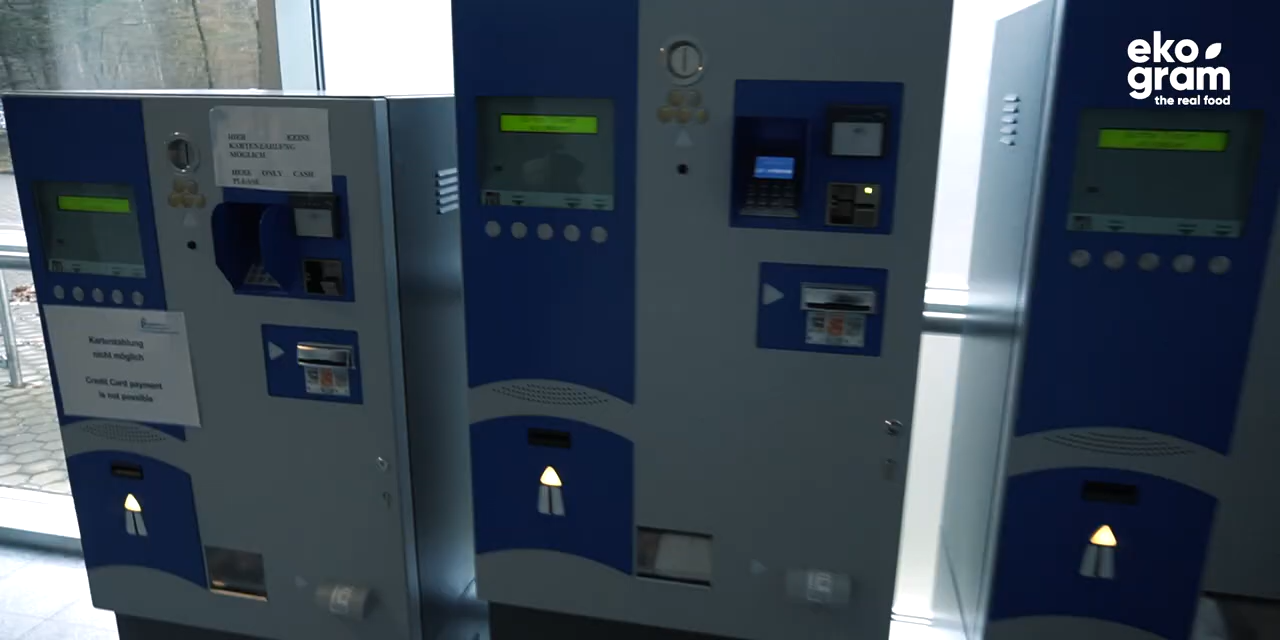 eko
gram
the real food
HIER KEINE
KARTENZAHLUNG
MÖGLICH
HERE ONLY CASH
PLEASE
Kartenzahlung
nicht möglich
Credit Card payment
is not possible